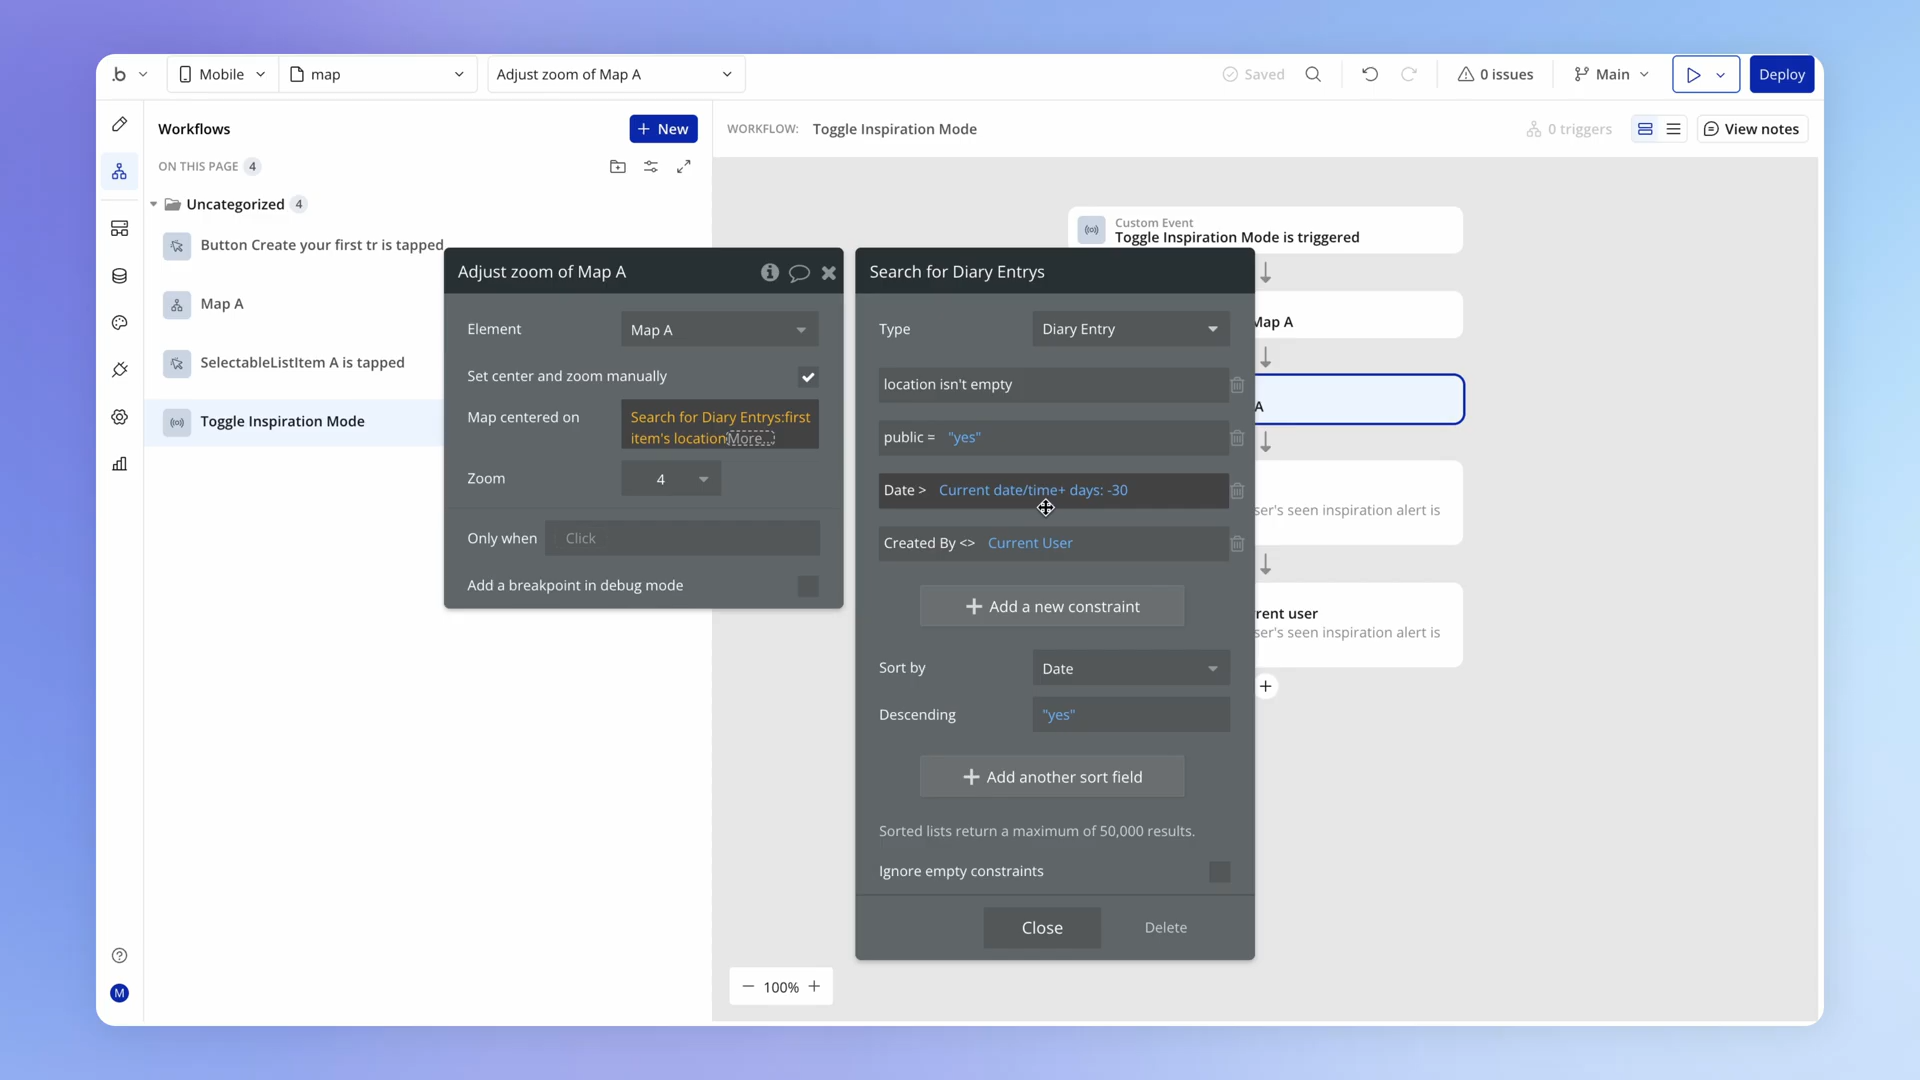 .b
Mobile
map
Adjust zoom of Map A
Saved
0 issues
Main
Deploy
Workflows
+ New
WORKFLOW: Toggle Inspiration Mode
0 triggers
View notes
ON THIS PAGE 4
Uncategorized 4
Button Create your first tr is tapped
Map A
SelectableListItem A is tapped
Toggle Inspiration Mode
Custom Event
Toggle Inspiration Mode is triggered
Map A
A
ser's seen inspiration alert is
rent user
ser's seen inspiration alert is
Adjust zoom of Map A
Element
Map A
Set center and zoom manually
Map centered on
Search for Diary Entrys:first
item's location More...
Zoom
4
Only when
Click
Add a breakpoint in debug mode
Search for Diary Entrys
Type
Diary Entry
location isn't empty
public = "yes"
Date > Current date/time+ days: -30
Created By <> Current User
+ Add a new constraint
Sort by
Date
Descending
"yes"
+ Add another sort field
Sorted lists return a maximum of 50,000 results.
Ignore empty constraints
Close
Delete
− 100% +
M